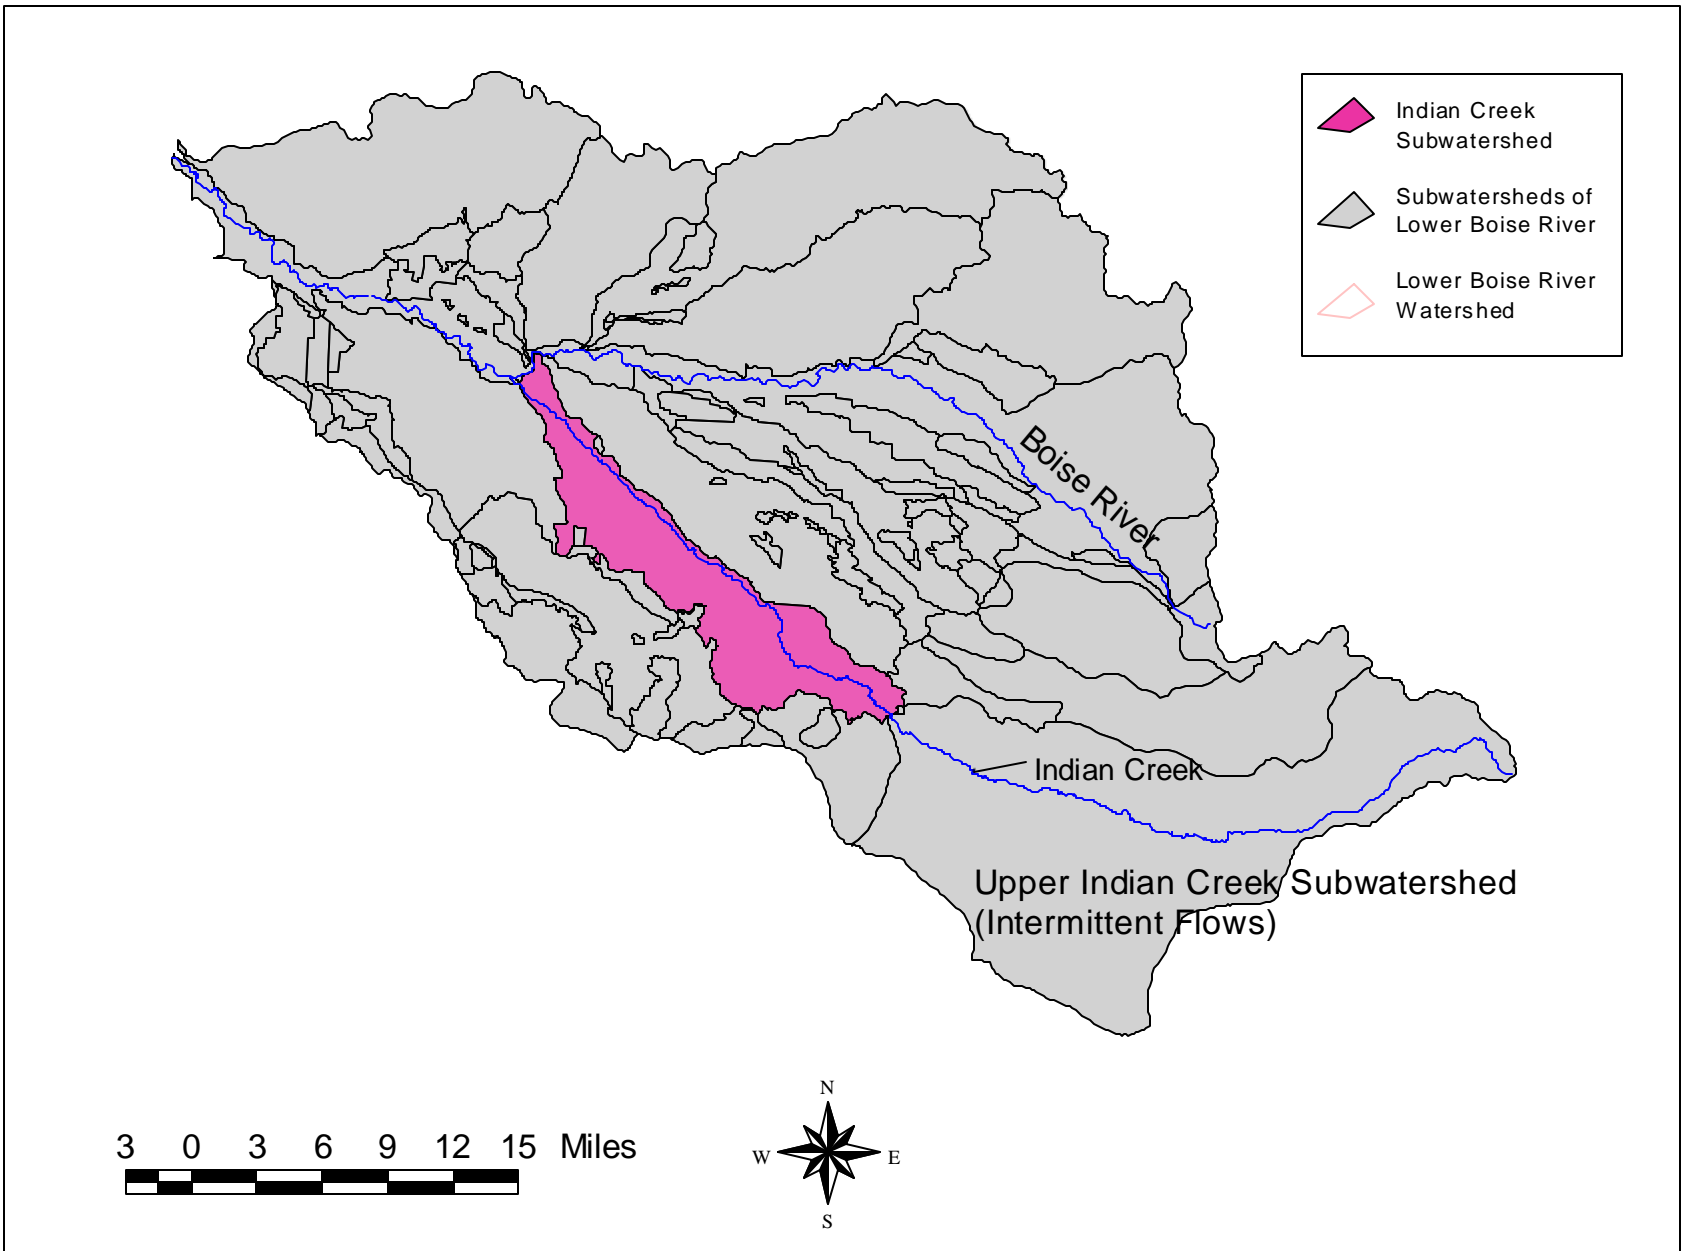 Indian Creek
Subwatershed
Subwatersheds of
Lower Boise River
Lower Boise River
Watershed
Boise River
Indian Creek
Upper Indian Creek Subwatershed
(Intermittent Flows)
3 0 3 6 9 12 15 Miles
N
W E
S